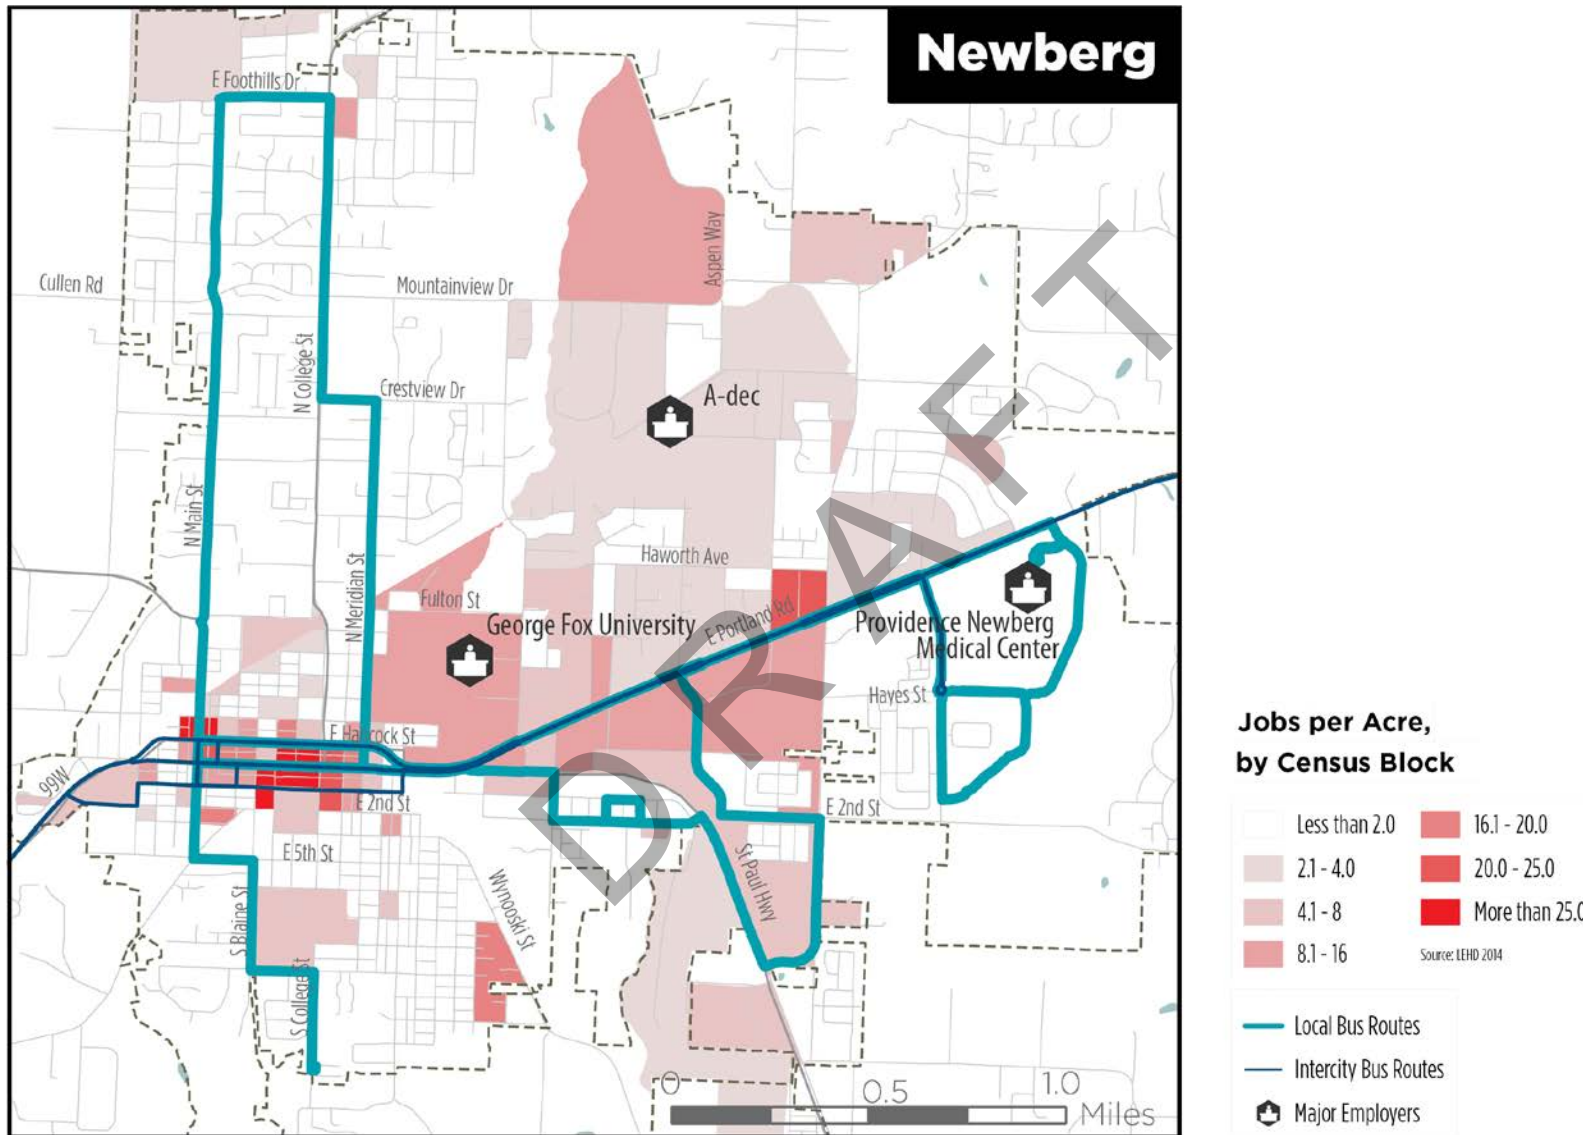 Newberg
E Foothills Dr
Aspen Way
Cullen Rd
Mountainview Dr
N College St
Crestview Dr
A-dec
N Main St
N Meridian St
Haworth Ave
Fulton St
George Fox University
E Portland Rd
Providence Newberg
Medical Center
Hayes St
E Hancock St
99W
E 2nd St
E 2nd St
E 5th St
St Paul Hwy
Wynooski St
S Blaine St
S College St
DRAFT
0
0.5
1.0
Miles
Jobs per Acre,
by Census Block
Less than 2.0
2.1 - 4.0
4.1 - 8
8.1 - 16
16.1 - 20.0
20.0 - 25.0
More than 25.0
Source: LEHD 2014
Local Bus Routes
Intercity Bus Routes
Major Employers